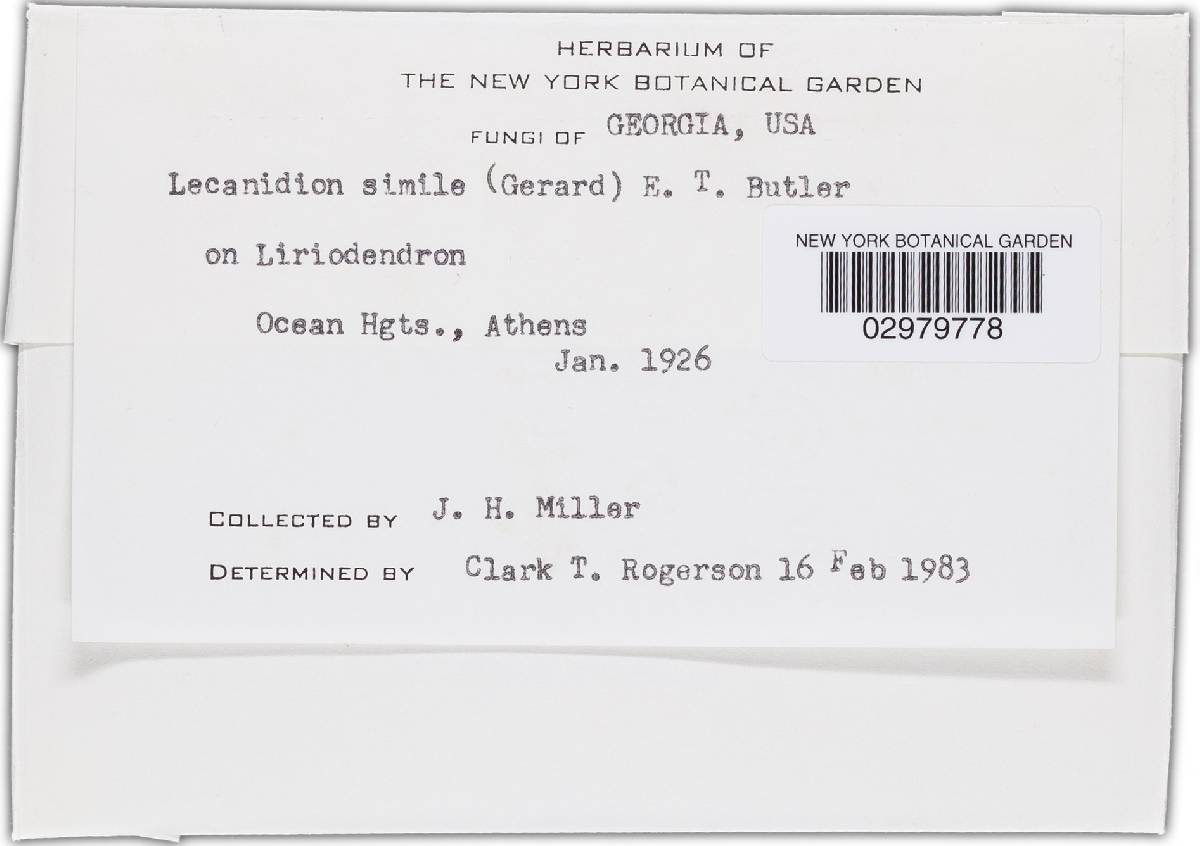 HERBARIUM OF
THE NEW YORK BOTANICAL GARDEN
FUNGI OF GEORGIA, USA
Lecanidion simile (Gerard) E. T. Butler
on Liriodendron
Ocean Hgts., Athens
Jan. 1926
NEW YORK BOTANICAL GARDEN
02979778
COLLECTED BY J. H. Miller
DETERMINED BY Clark T. Rogerson 16 Feb 1983